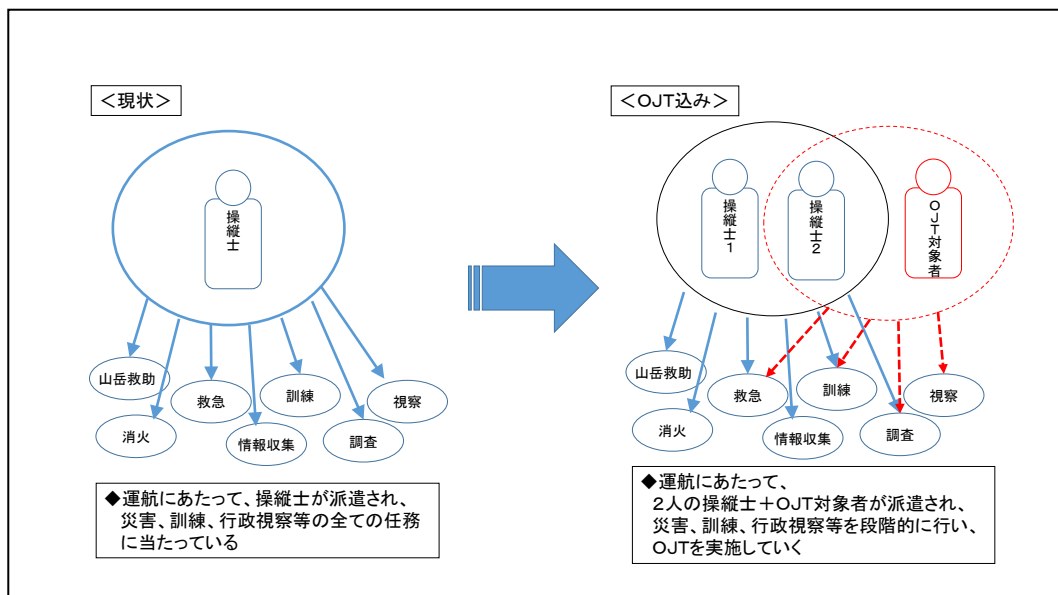 ＜現状＞
操縦士
山岳救助
消火
救急
情報収集
訓練
調査
視察
◆運航にあたって、操縦士が派遣され、
災害、訓練、行政視察等の全ての任務
に当たっている
＜OJT込み＞
操縦士１
操縦士２
OJT対象者
山岳救助
消火
救急
情報収集
訓練
調査
視察
◆運航にあたって、
２人の操縦士＋OJT対象者が派遣され、
災害、訓練、行政視察等を段階的に行い、
OJTを実施していく